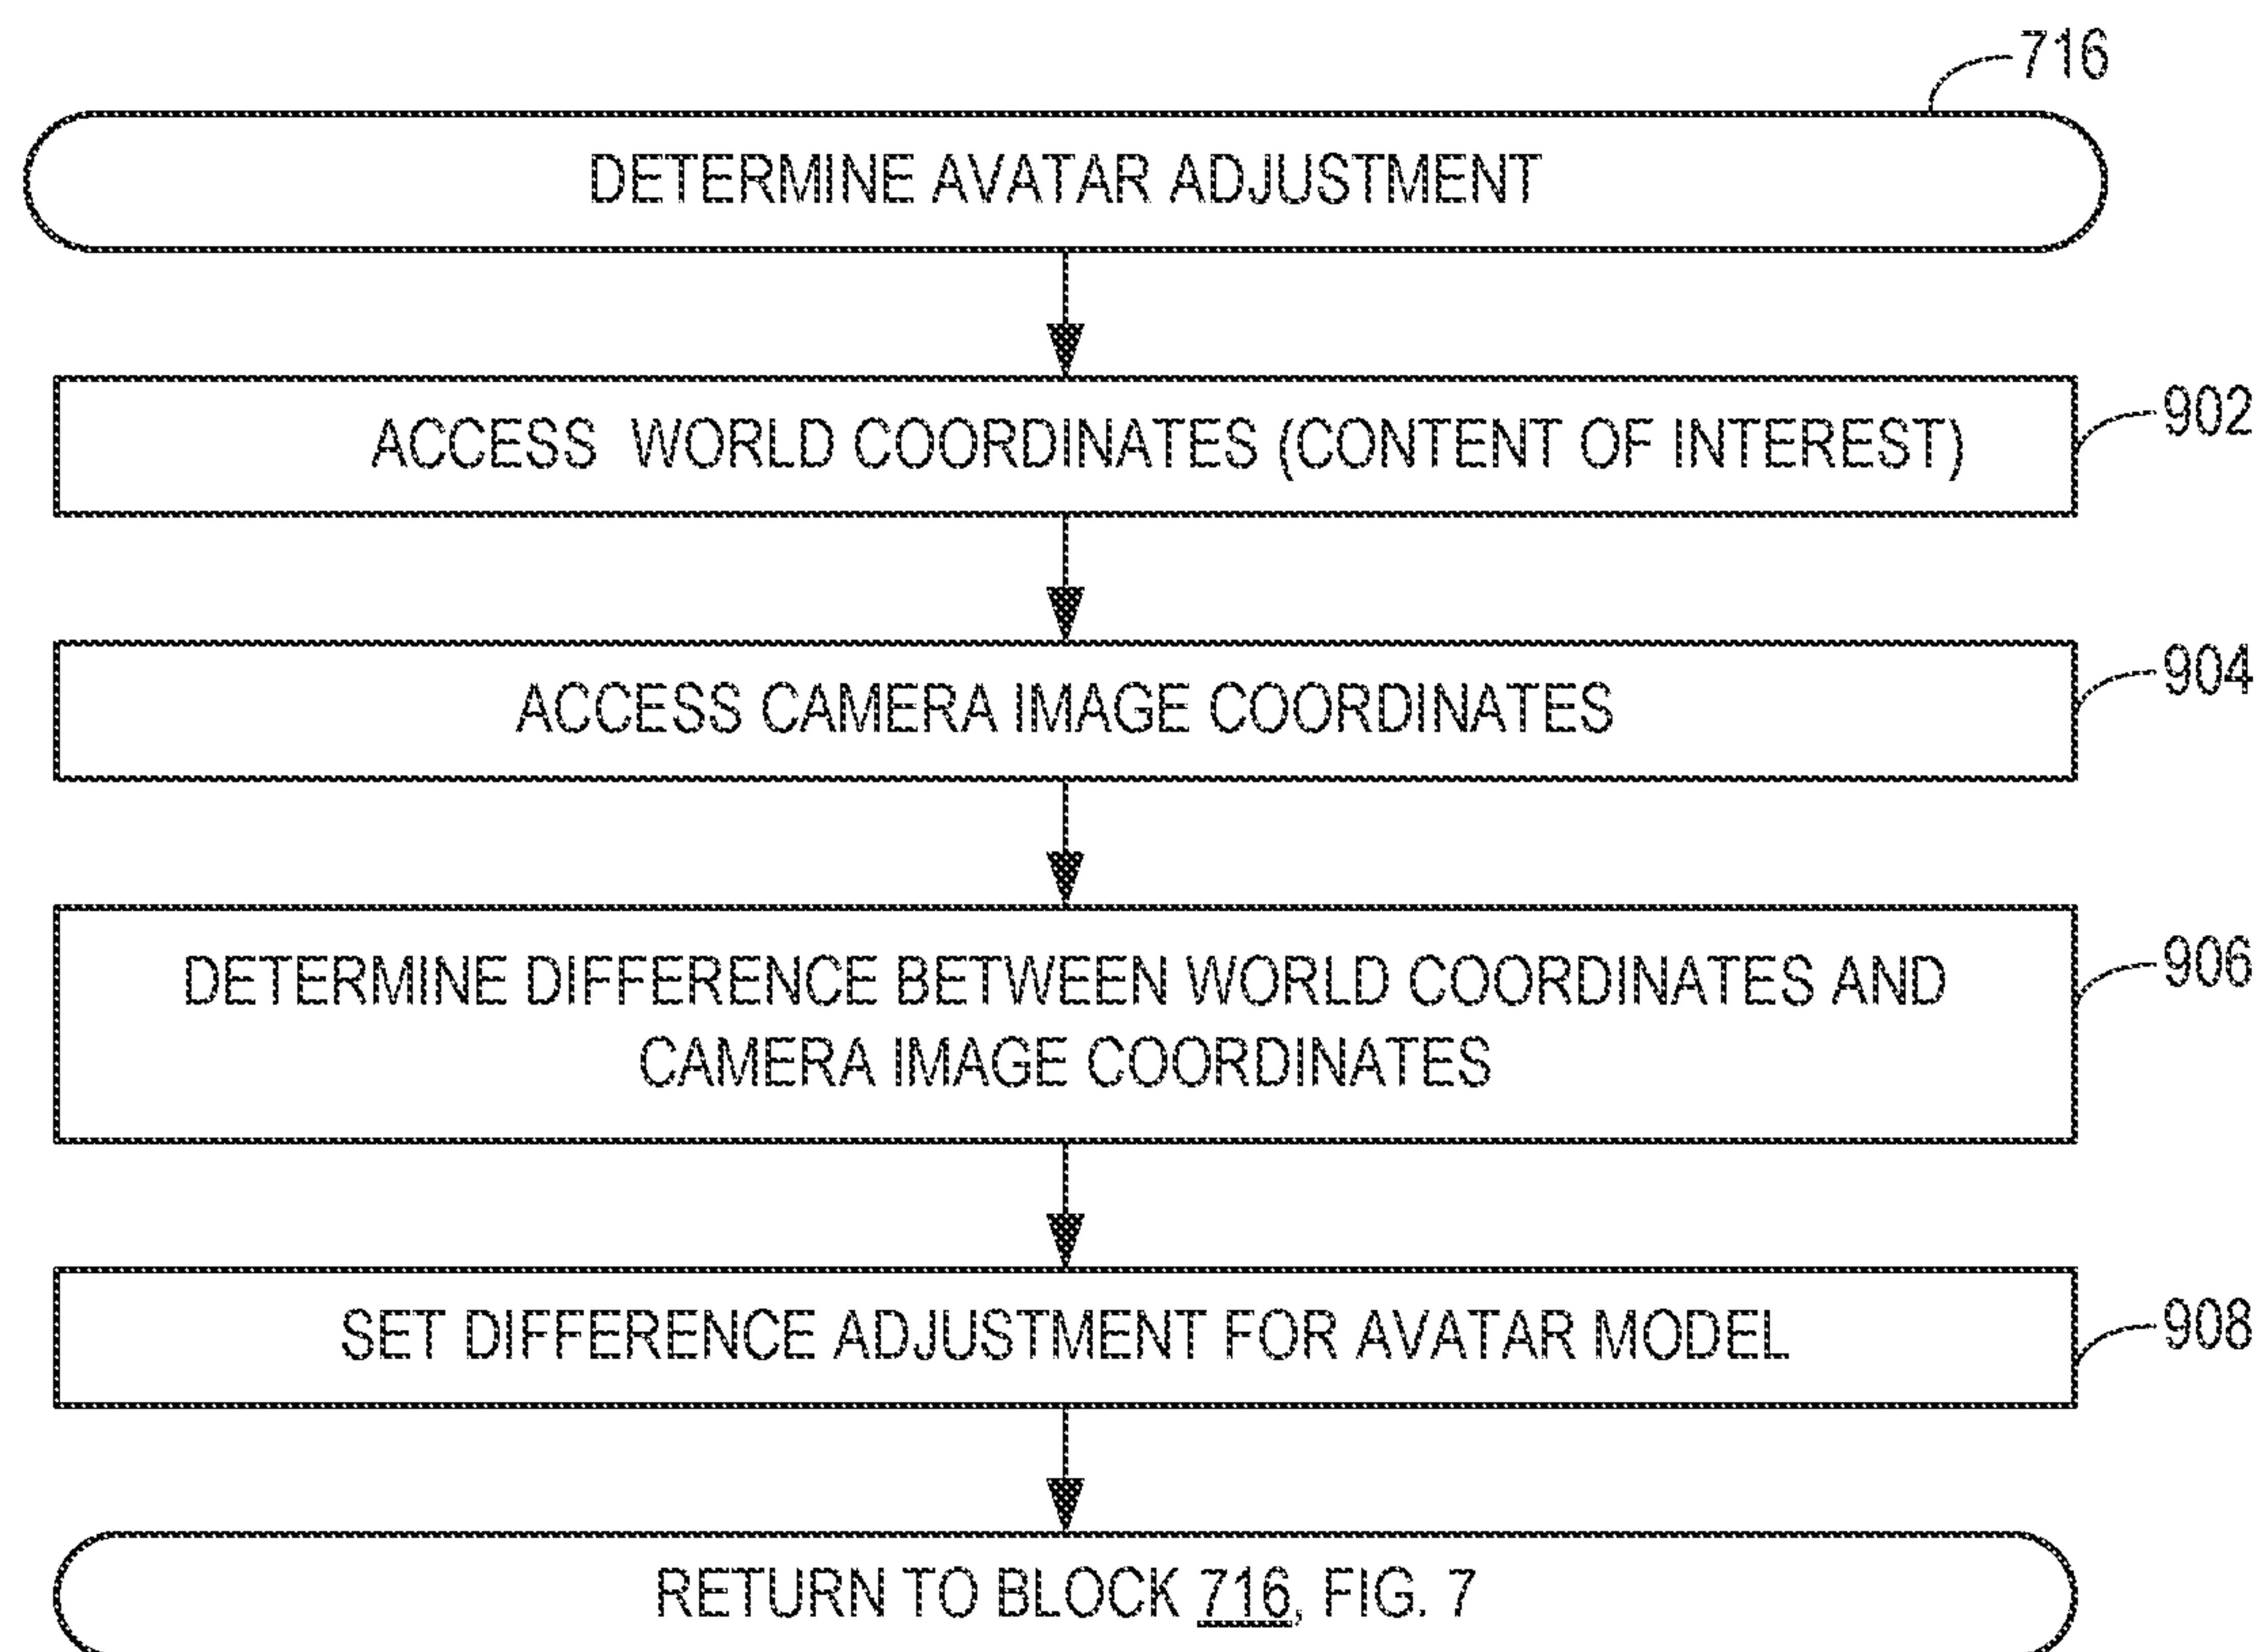 716
DETERMINE AVATAR ADJUSTMENT
ACCESS WORLD COORDINATES (CONTENT OF INTEREST)
902
ACCESS CAMERA IMAGE COORDINATES
904
DETERMINE DIFFERENCE BETWEEN WORLD COORDINATES AND
CAMERA IMAGE COORDINATES
906
SET DIFFERENCE ADJUSTMENT FOR AVATAR MODEL
908
RETURN TO BLOCK 716, FIG. 7